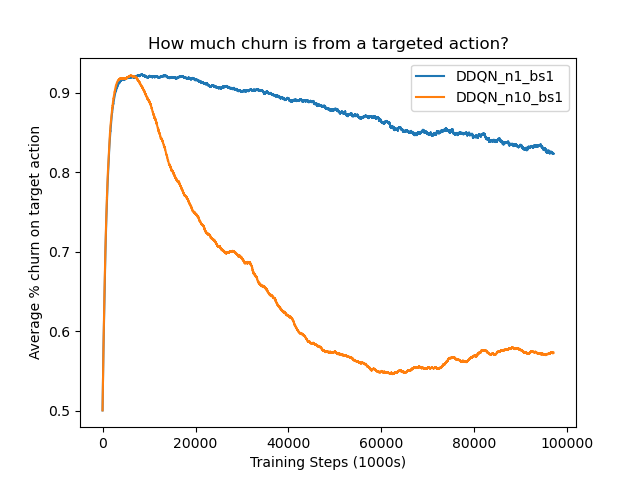 How much churn is from a targeted action?
DDQN_n1_bs1
DDQN_n10_bs1
Average % churn on target action
0.9
0.8
0.7
0.6
0.5
0 20000 40000 60000 80000 100000
Training Steps (1000s)